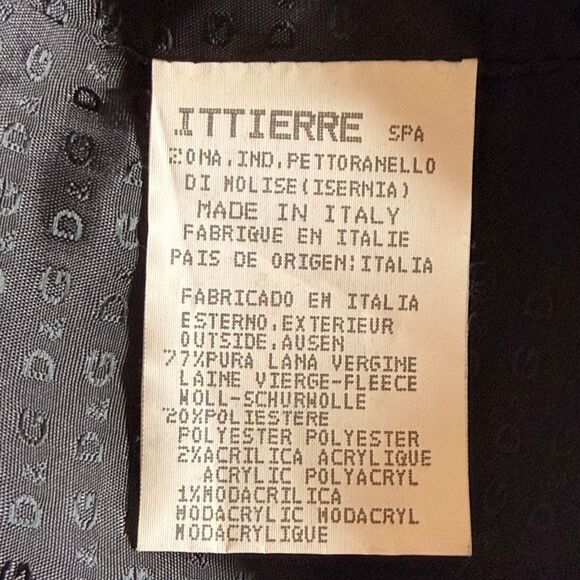 ITTIERRE SPA
ZONA.IND.PETTORANELLO
DI MOLISE(ISERNIA)
MADE IN ITALY
FABRIQUE EN ITALIE
PAIS DE ORIGEN:ITALIA
FABRICADO EN ITALIA
ESTERNO.EXTERIEUR
OUTSIDE.AUSEN
77%PURA LANA VERGINE
LAINE VIERGE-FLEECE
WOLL-SCHURWOLLE
20%POLIESTERE
POLYESTER POLYESTER
2%ACRILICA ACRYLIQUE
ACRYLIC POLYACRYL
1%MODACRILICA
MODACRYLIC MODACRYL
MODACRYLIQUE
D&G
D&G
D&G
D&G